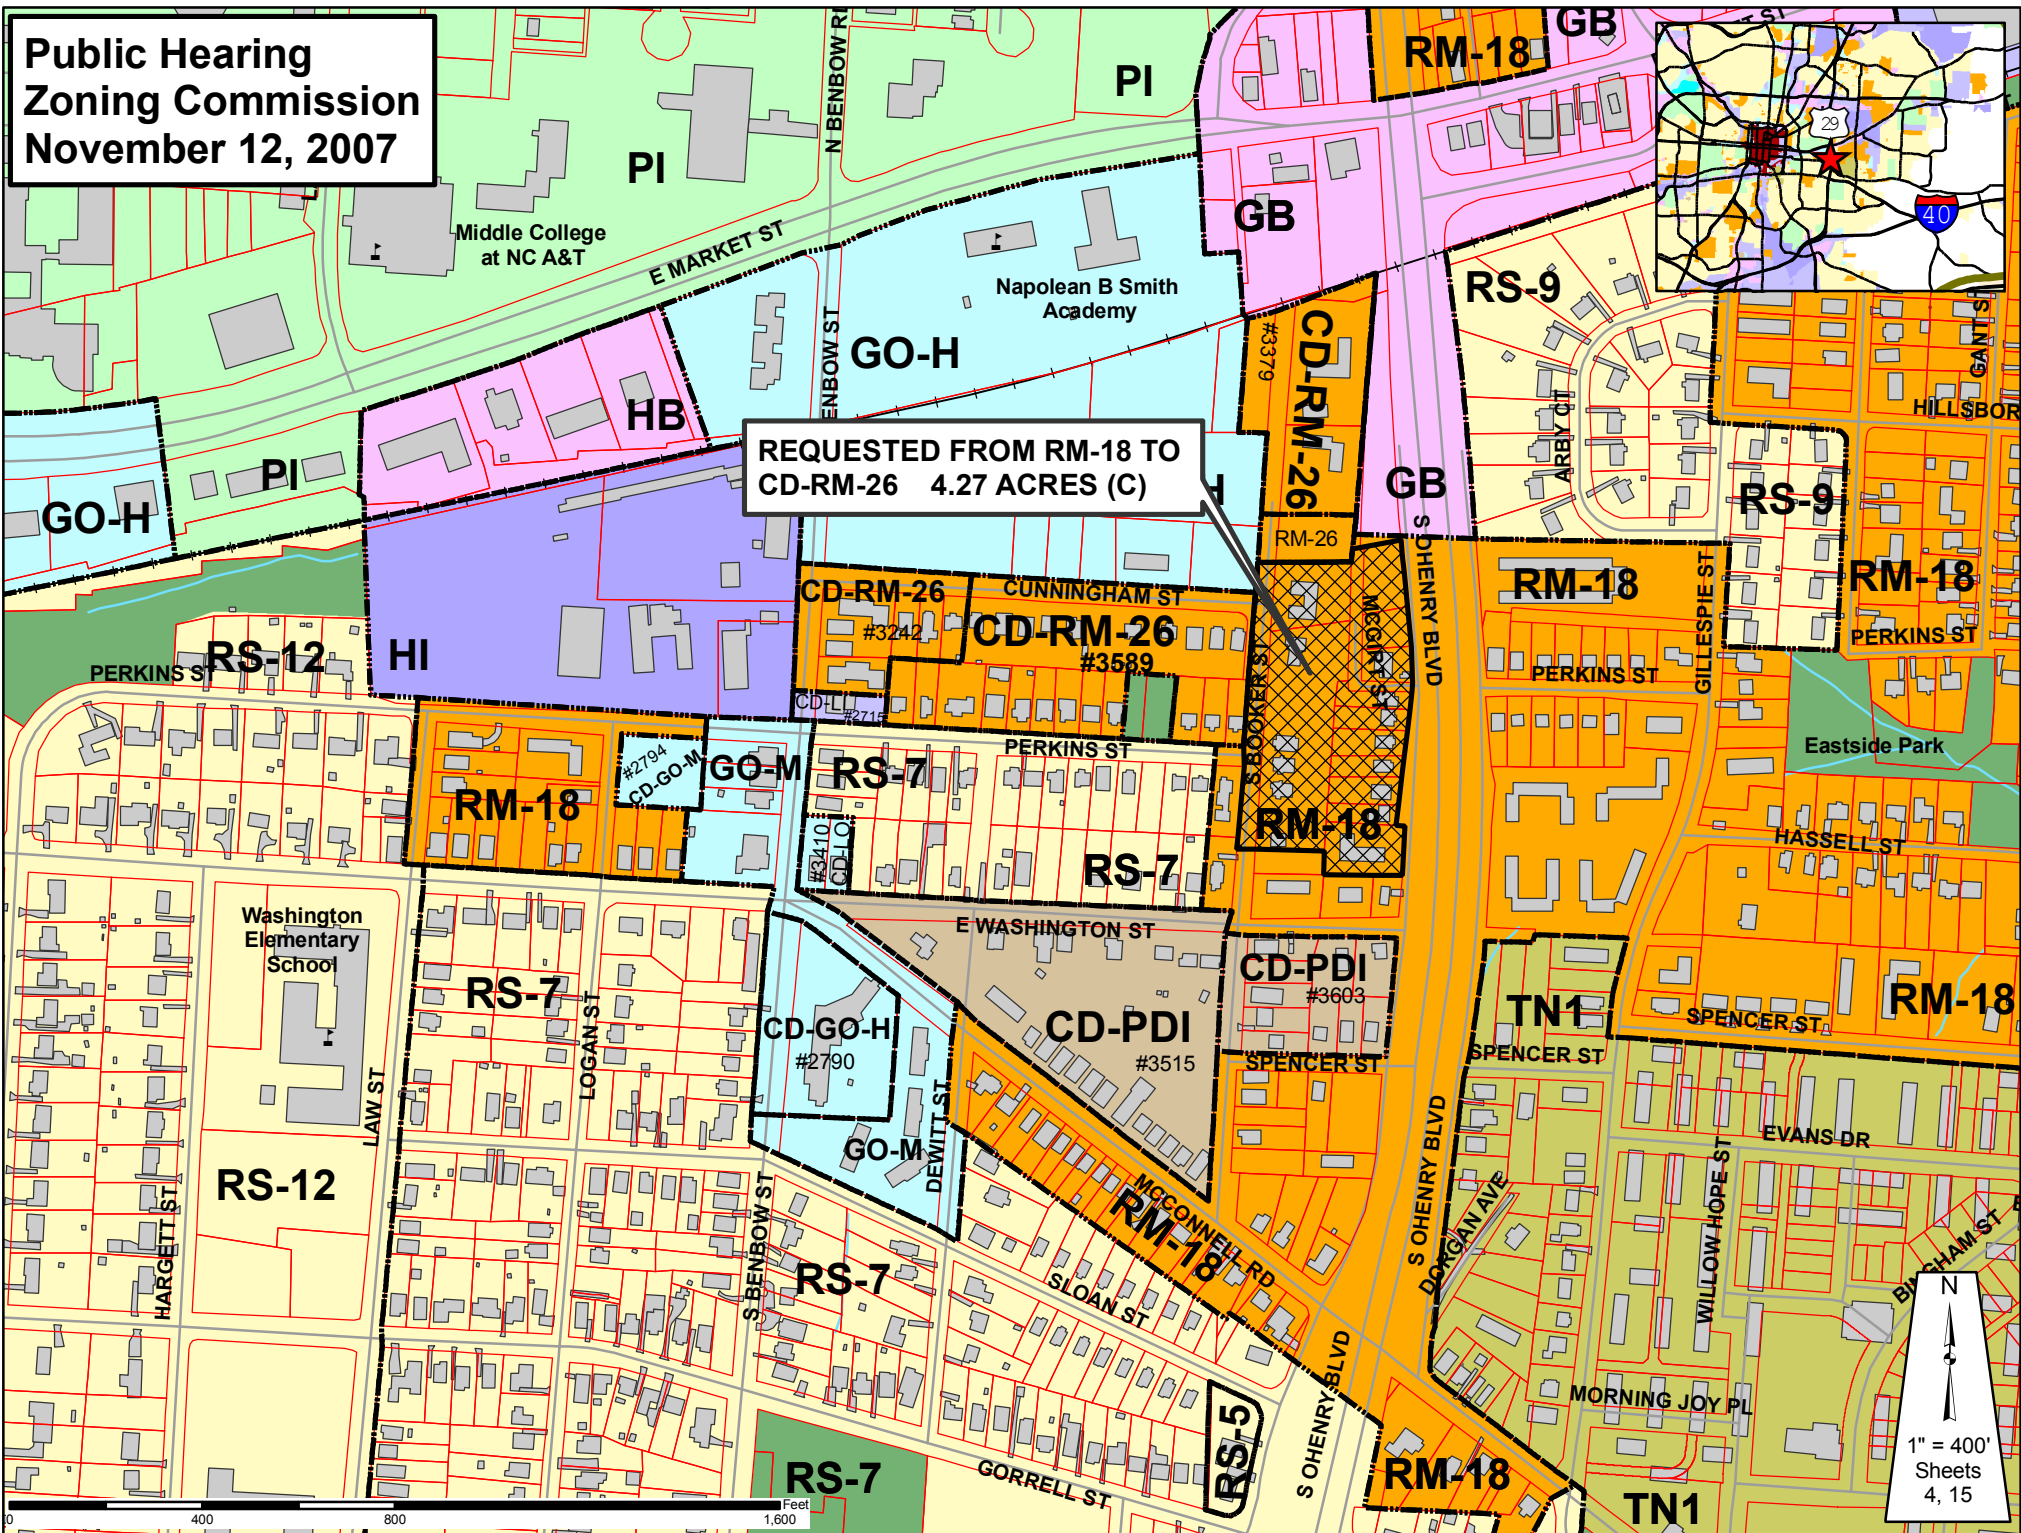 Public Hearing
Zoning Commission
November 12, 2007
N BENBOW RD
PI
RM-18
GB
29
40
PI
Middle College
at NC A&T
E MARKET ST
GB
Napolean B Smith
Academy
RS-9
GO-H
ENBOW ST
#3379
CD-RM-26
GANT ST
HILLSBOR
HB
ARBY CT
REQUESTED FROM RM-18 TO
CD-RM-26 4.27 ACRES (C)
H
PI
GO-H
GB
RS-9
S OHENRY BLVD
RM-26
RM-18
GILLESPIE ST
RM-18
CD-RM-26
#3242
CUNNINGHAM ST
CD-RM-26
#3589
MCGIRT ST
S BOOKER ST
PERKINS ST
PERKINS ST
RS-12
PERKINS ST
HI
CD-LI
#2715
PERKINS ST
Eastside Park
#2794
CD-GO-M
GO-M
RS-7
RM-18
RM-18
#3410
CD-LO
RS-7
HASSELL ST
Washington
Elementary
School
E WASHINGTON ST
CD-PDI
#3603
RS-7
LOGAN ST
CD-GO-H
#2790
CD-PDI
#3515
TN1
SPENCER ST
RM-18
SPENCER ST
SPENCER ST
LAW ST
GO-M
DEWITT ST
S OHENRY BLVD
EVANS DR
WILLOW HOPE ST
RS-12
HARGETT ST
S BENBOW ST
RM-18
MCCONNELL RD
DORGAN AVE
BINGHAM ST
RS-7
SLOAN ST
S OHENRY BLVD
MORNING JOY PL
RS-5
RM-18
RS-7
GORRELL ST
TN1
N
1" = 400'
Sheets
4, 15
0 400 800 1,600 Feet